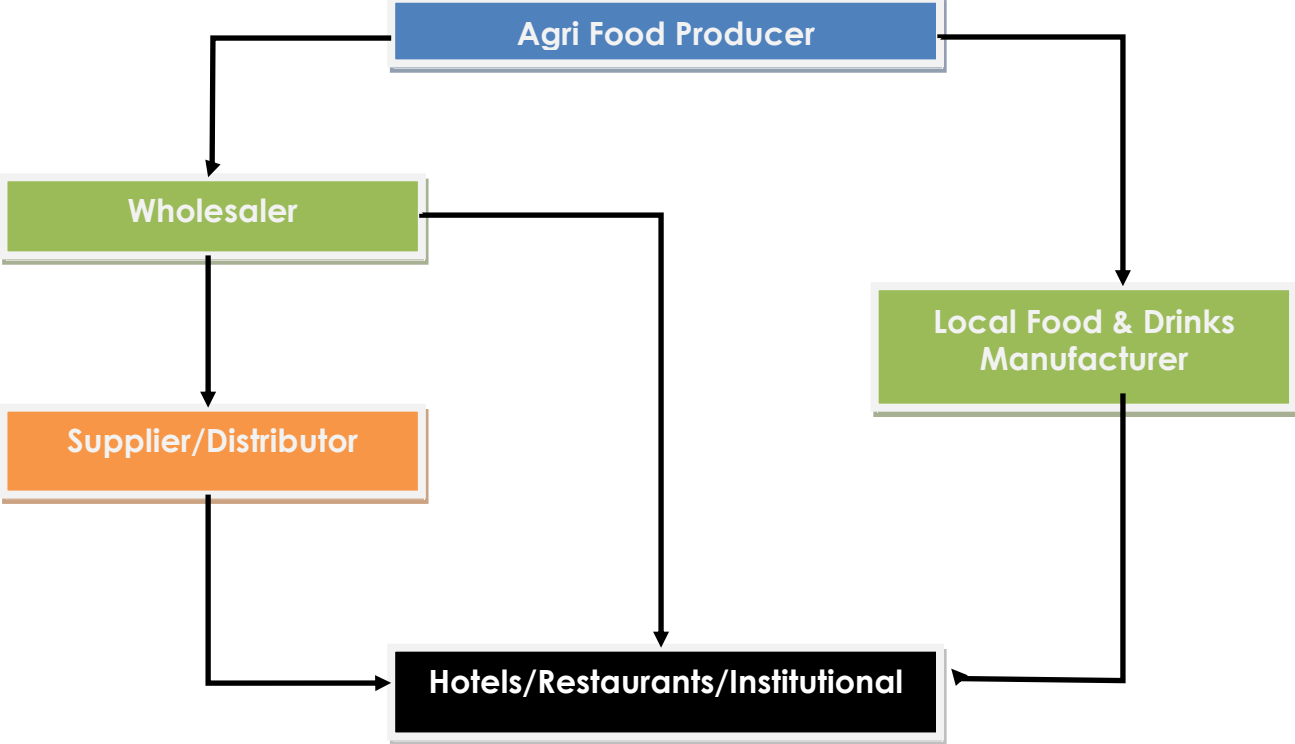 Agri Food Producer
Wholesaler
Local Food & Drinks
Manufacturer
Supplier/Distributor
Hotels/Restaurants/Institutional